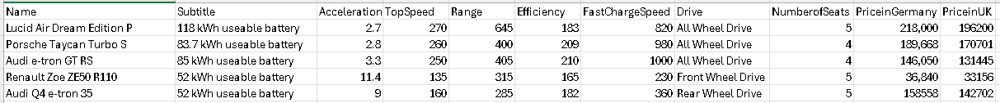 Name Subtitle Acceleration TopSpeed Range Efficiency FastChargeSpeed Drive NumberofSeats PriceinGermany PriceinUK
Lucid Air Dream Edition P 118 kWh useable battery 2.7 270 645 183 820 All Wheel Drive 5 218,000 196200
Porsche Taycan Turbo S 83.7 kWh useable battery 2.8 260 400 209 980 All Wheel Drive 4 189,668 170701
Audi e-tron GT RS 85 kWh useable battery 3.3 250 405 210 1000 All Wheel Drive 4 146,050 131445
Renault Zoe ZE50 R110 52 kWh useable battery 11.4 135 315 165 230 Front Wheel Drive 5 36,840 33156
Audi Q4 e-tron 35 52 kWh useable battery 9 160 285 182 360 Rear Wheel Drive 5 158558 142702